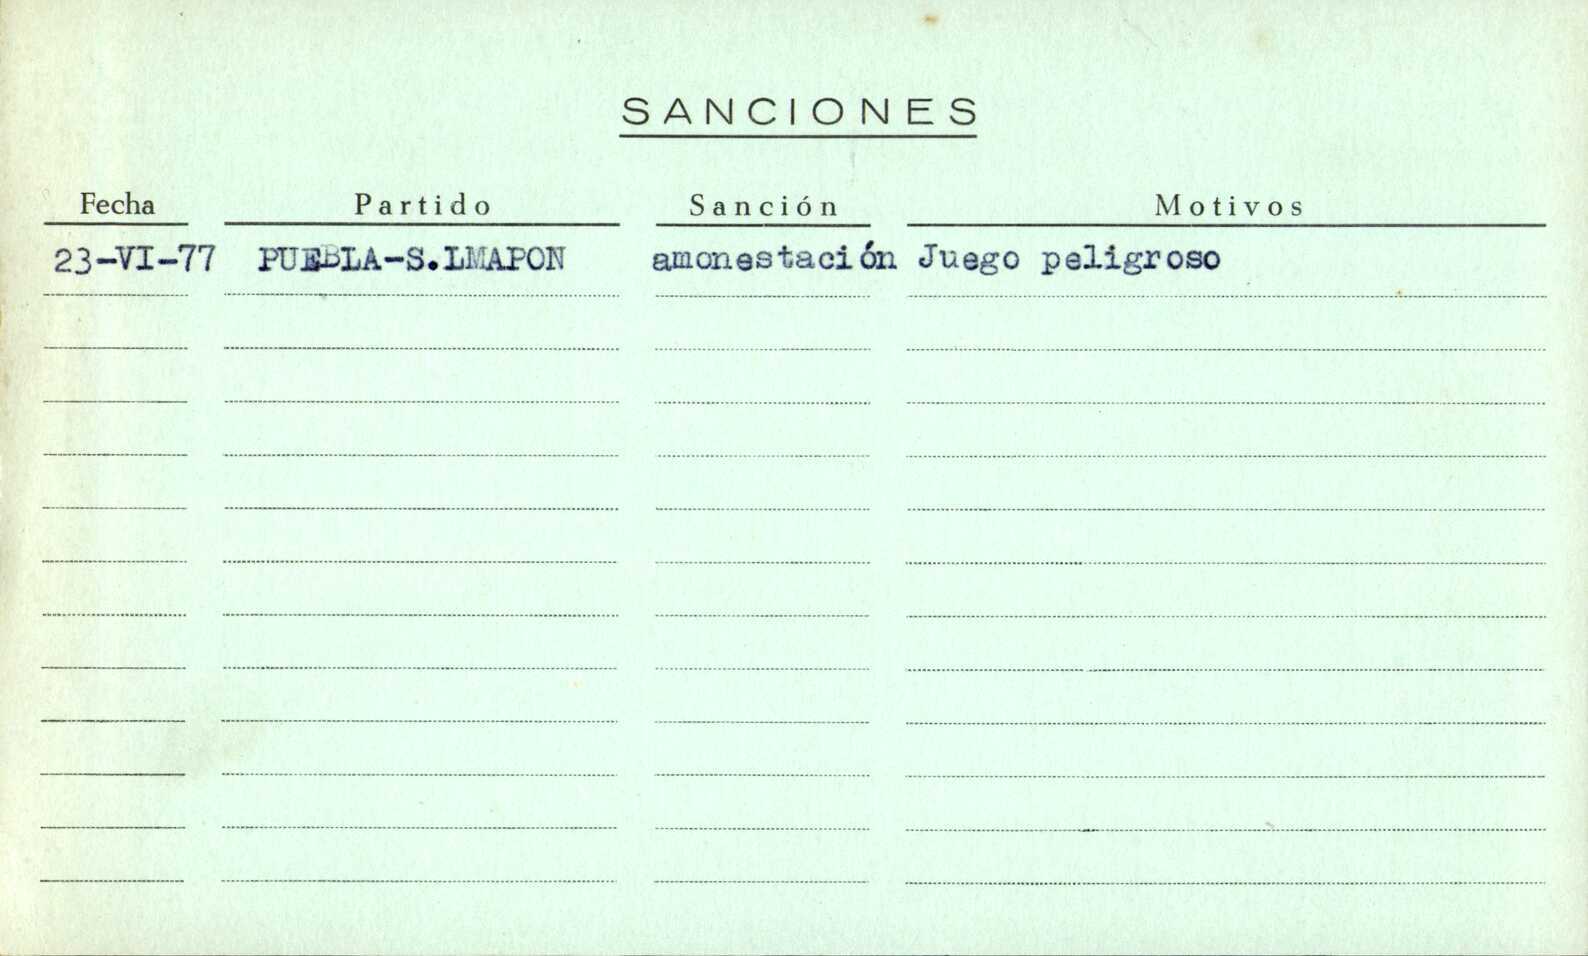 SANCIONES
Fecha Partido Sanción Motivos
23-VI-77 PUEBLA-S.LMAPON amonestación Juego peligroso